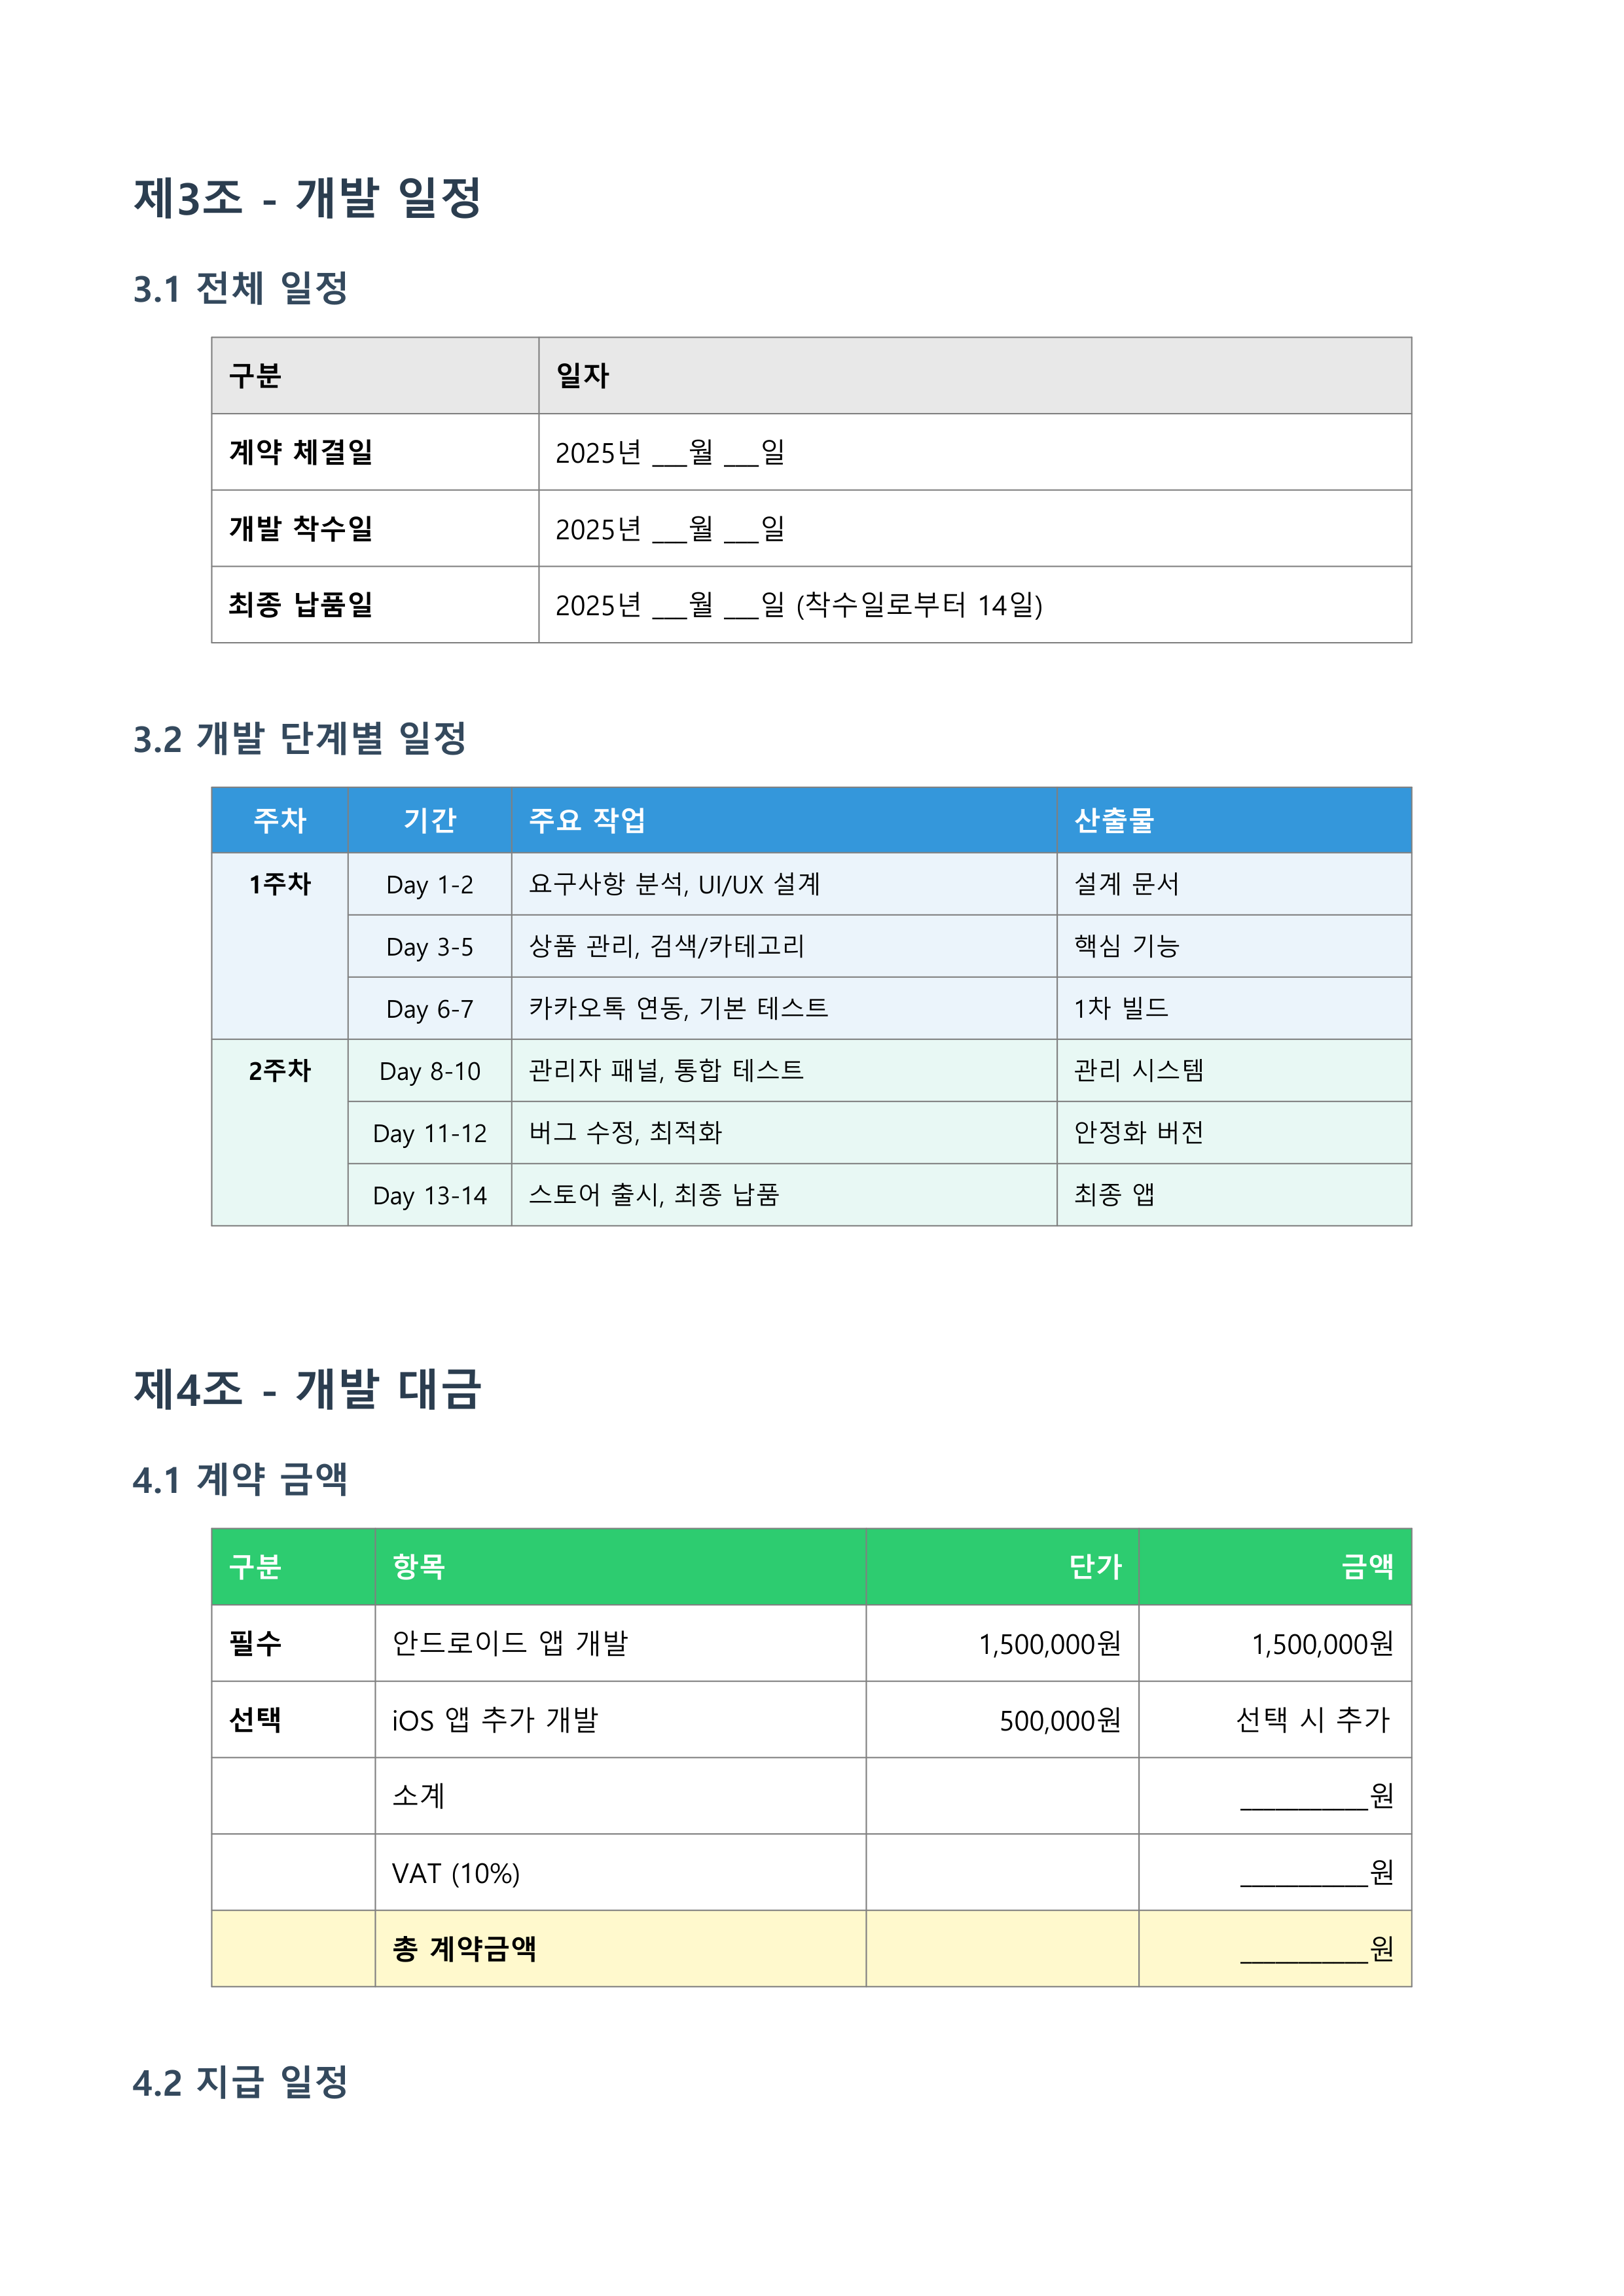 제3조 - 개발 일정
3.1 전체 일정
구분 일자
계약 체결일 2025년 ___월 ___일
개발 착수일 2025년 ___월 ___일
최종 납품일 2025년 ___월 ___일 (착수일로부터 14일)
3.2 개발 단계별 일정
주차 기간 주요 작업 산출물
1주차 Day 1-2 요구사항 분석, UI/UX 설계 설계 문서
Day 3-5 상품 관리, 검색/카테고리 핵심 기능
Day 6-7 카카오톡 연동, 기본 테스트 1차 빌드
2주차 Day 8-10 관리자 패널, 통합 테스트 관리 시스템
Day 11-12 버그 수정, 최적화 안정화 버전
Day 13-14 스토어 출시, 최종 납품 최종 앱
제4조 - 개발 대금
4.1 계약 금액
구분 항목 단가 금액
필수 안드로이드 앱 개발 1,500,000원 1,500,000원
선택 iOS 앱 추가 개발 500,000원 선택 시 추가
소계 ___________원
VAT (10%) ___________원
총 계약금액 ___________원
4.2 지급 일정